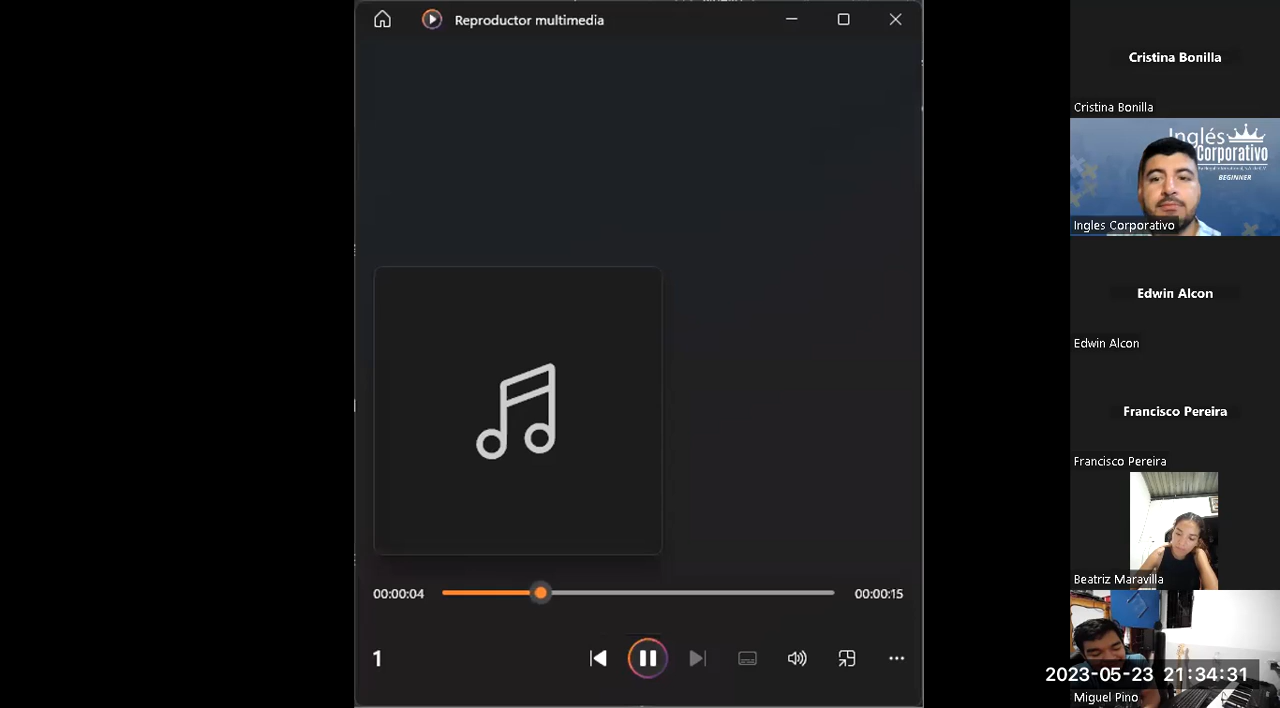 Reproductor multimedia
00:00:04
00:00:15
1
Cristina Bonilla
Cristina Bonilla
Inglés
Corporativo
BEGINNER
Ingles Corporativo
Edwin Alcon
Edwin Alcon
Francisco Pereira
Francisco Pereira
Beatriz Maravilla
2023-05-23 21:34:31
Miguel Pino